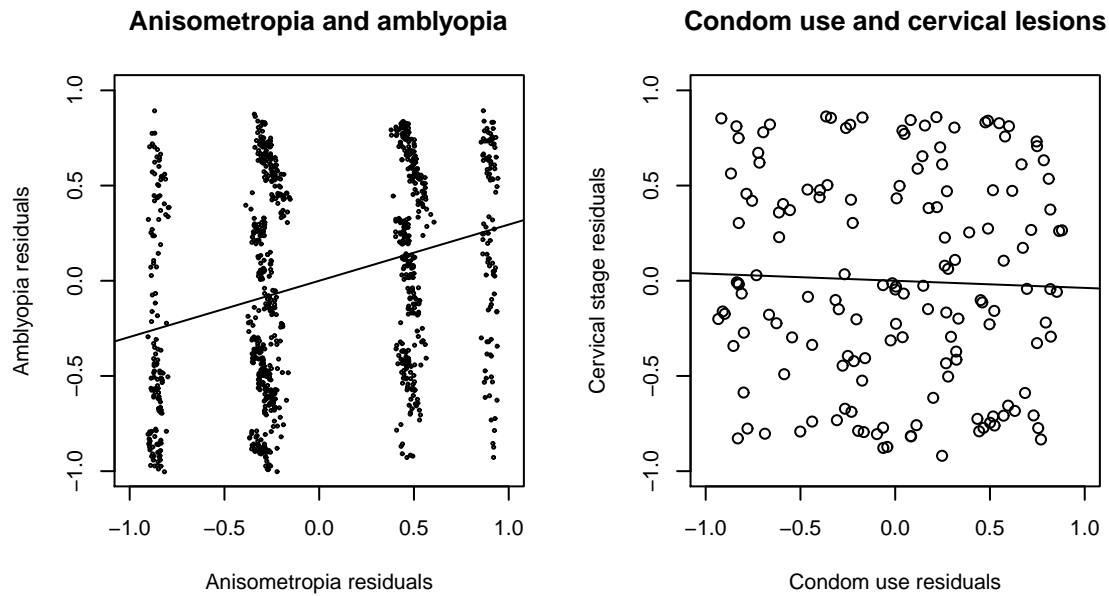 Anisometropia and amblyopia
Amblyopia residuals
1.0
0.5
0.0
−0.5
−1.0
−1.0 −0.5 0.0 0.5 1.0
Anisometropia residuals
Condom use and cervical lesions
Cervical stage residuals
1.0
0.5
0.0
−0.5
−1.0
−1.0 −0.5 0.0 0.5 1.0
Condom use residuals